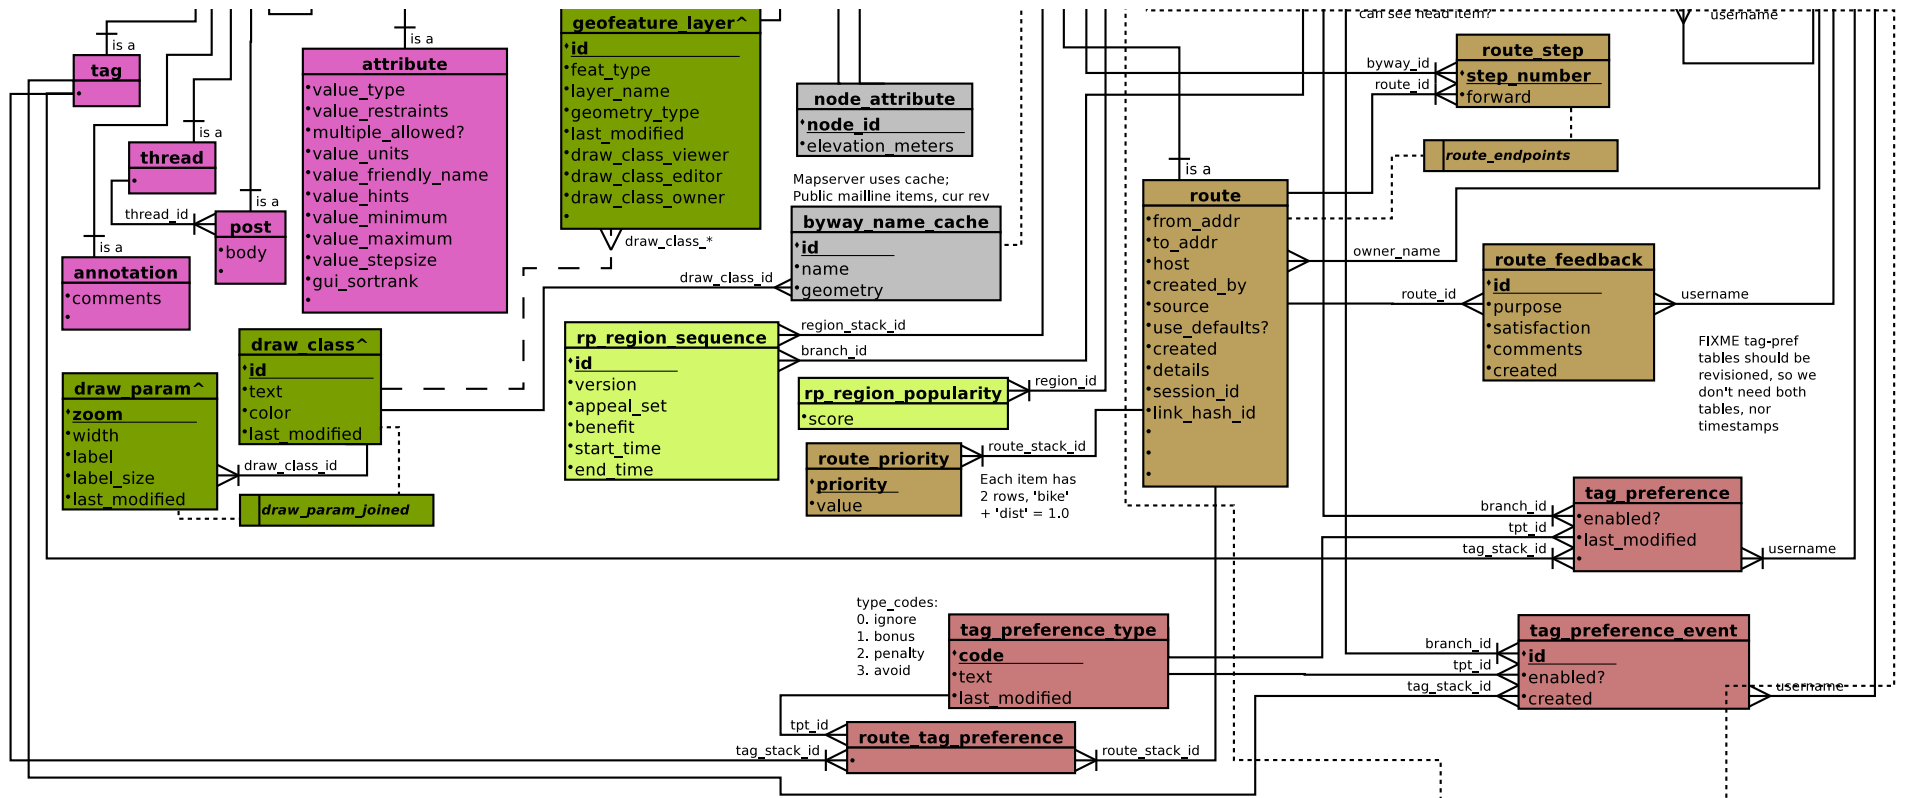 geofeature_layer^
id
feat_type
layer_name
geometry_type
last_modified
draw_class_viewer
draw_class_editor
draw_class_owner
is a
tag
is a
attribute
value_type
value_restraints
multiple_allowed?
value_units
value_friendly_name
value_hints
value_minimum
value_maximum
value_stepsize
gui_sortrank
is a
thread
thread_id
is a
post
body
is a
annotation
comments
node_attribute
node_id
elevation_meters
Mapserver uses cache;
Public mailline items, cur rev
byway_name_cache
id
name
geometry
draw_class_*
draw_class_id
draw_class^
id
text
color
last_modified
draw_param^
zoom
width
label
label_size
last_modified
draw_class_id
draw_param_joined
rp_region_sequence
id
version
appeal_set
benefit
start_time
end_time
region_stack_id
branch_id
rp_region_popularity
score
region_id
route_priority
priority
value
route_stack_id
Each item has
2 rows, 'bike'
+ 'dist' = 1.0
can see head item?
username
route_step
step_number
forward
byway_id
route_id
route_endpoints
is a
route
from_addr
to_addr
host
created_by
source
use_defaults?
created
details
session_id
link_hash_id
owner_name
route_id
route_feedback
id
purpose
satisfaction
comments
created
username
FIXME tag-pref
tables should be
revisioned, so we
don't need both
tables, nor
timestamps
tag_preference
enabled?
last_modified
branch_id
tpt_id
tag_stack_id
username
type_codes:
0. ignore
1. bonus
2. penalty
3. avoid
tag_preference_type
code
text
last_modified
tag_preference_event
id
enabled?
created
branch_id
tpt_id
tag_stack_id
username
tpt_id
tag_stack_id
route_tag_preference
route_stack_id